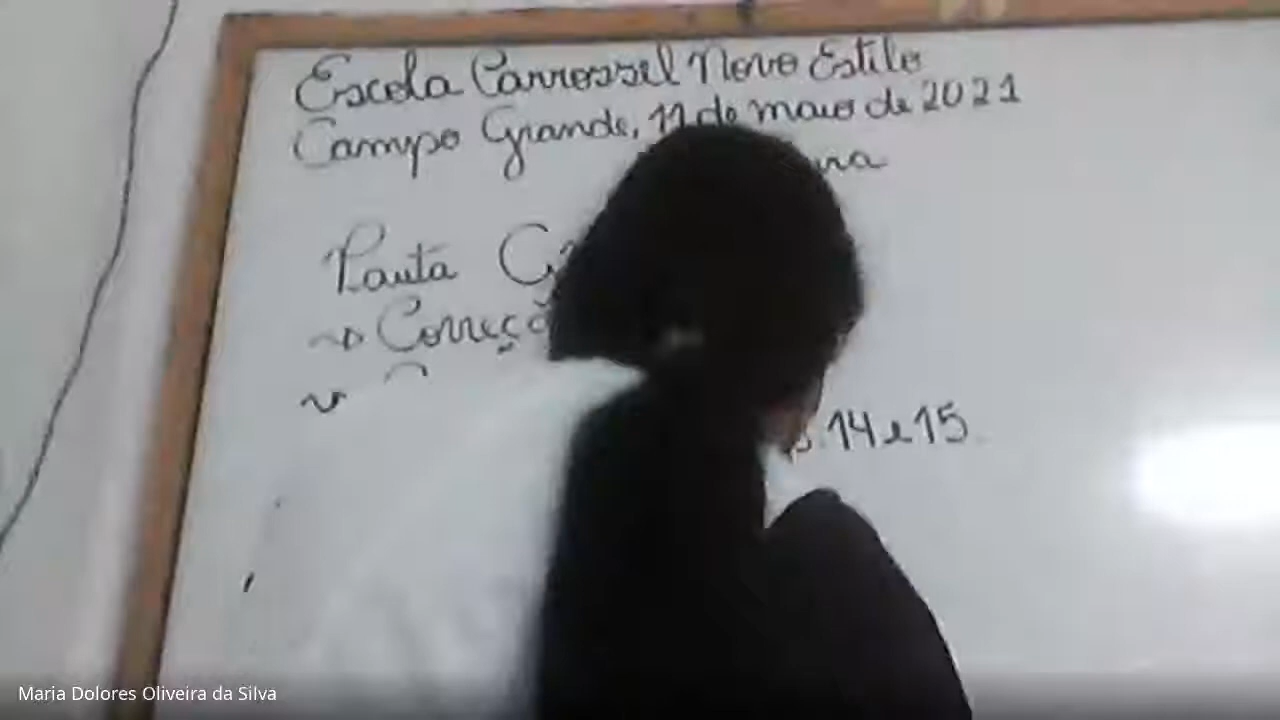 Escola Carrossel Novo Estilo
Campo Grande, 11 de maio de 2021
Pauta
Correçã
14 e 15
Maria Dolores Oliveira da Silva